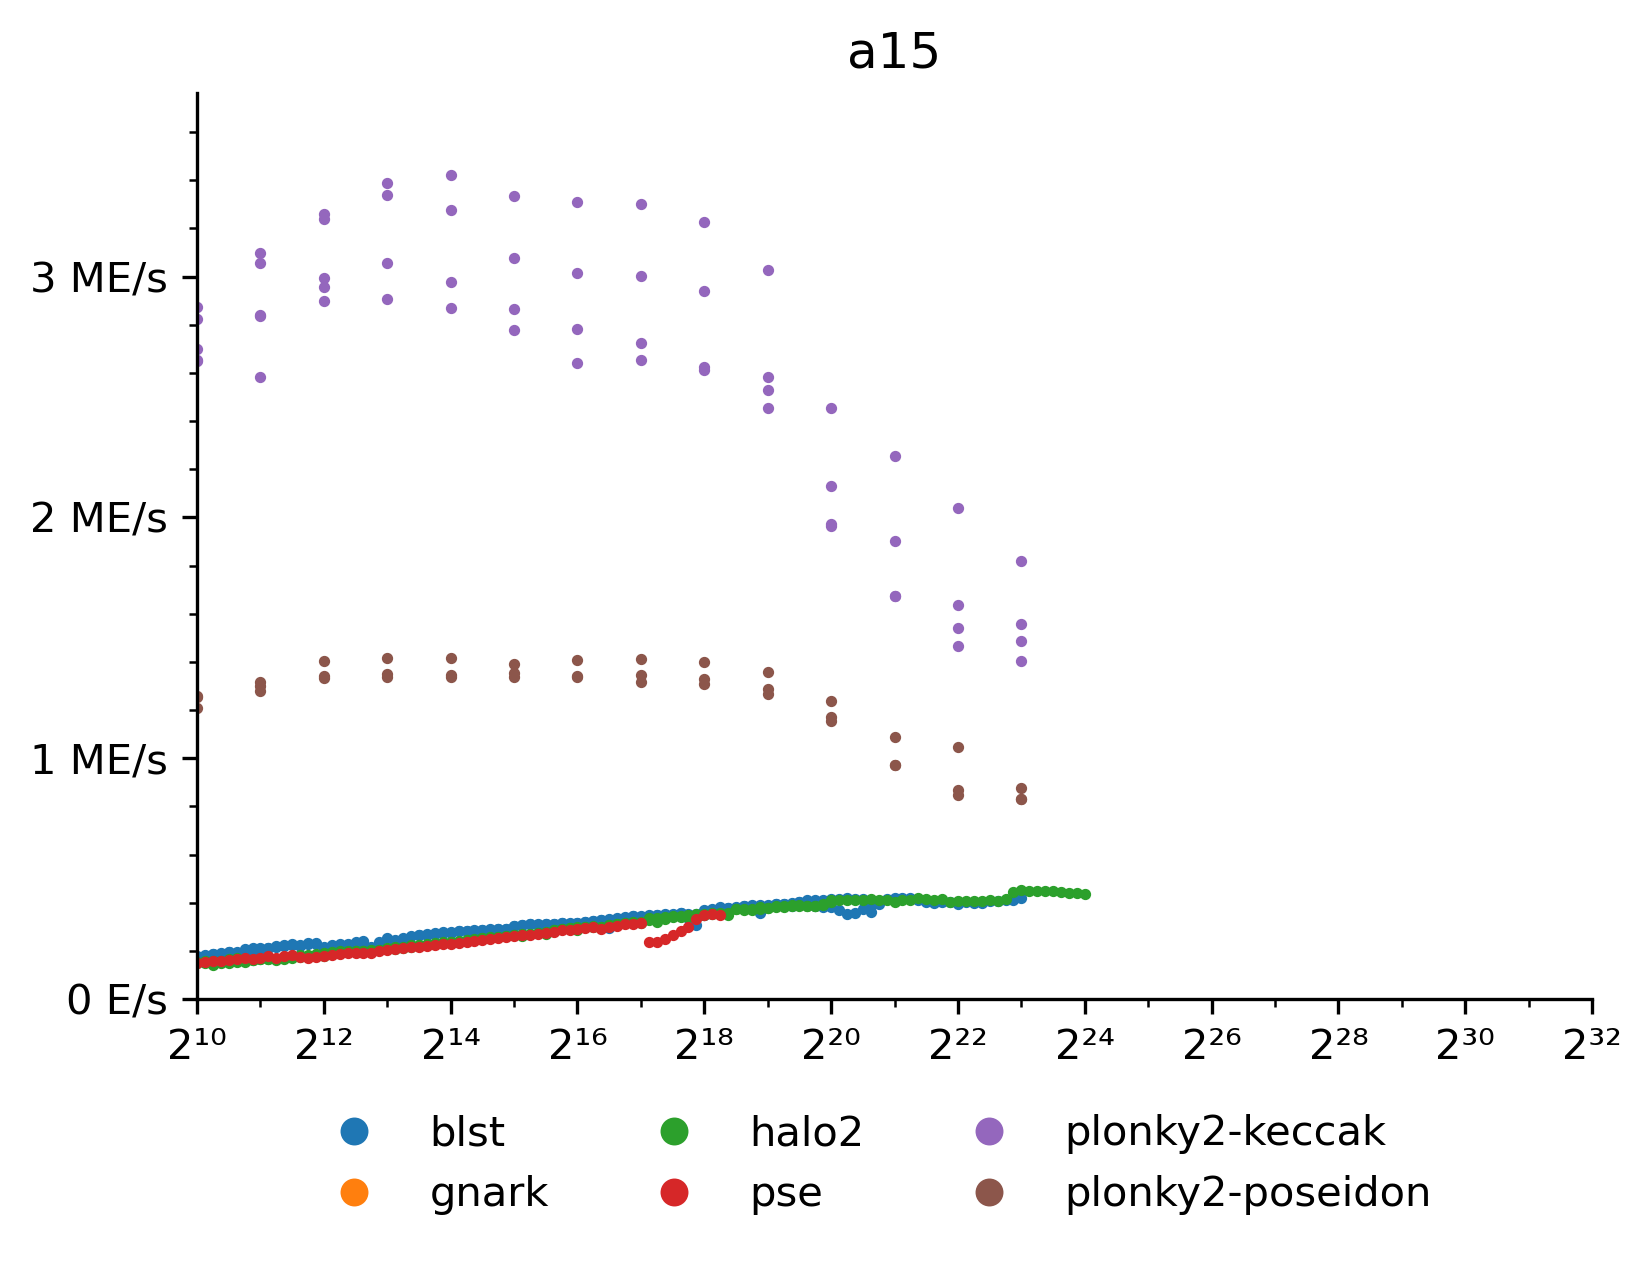 a15
3 ME/s
2 ME/s
1 ME/s
0 E/s
2¹⁰ 2¹² 2¹⁴ 2¹⁶ 2¹⁸ 2²⁰ 2²² 2²⁴ 2²⁶ 2²⁸ 2³⁰ 2³²
blst halo2 plonky2-keccak
gnark pse plonky2-poseidon